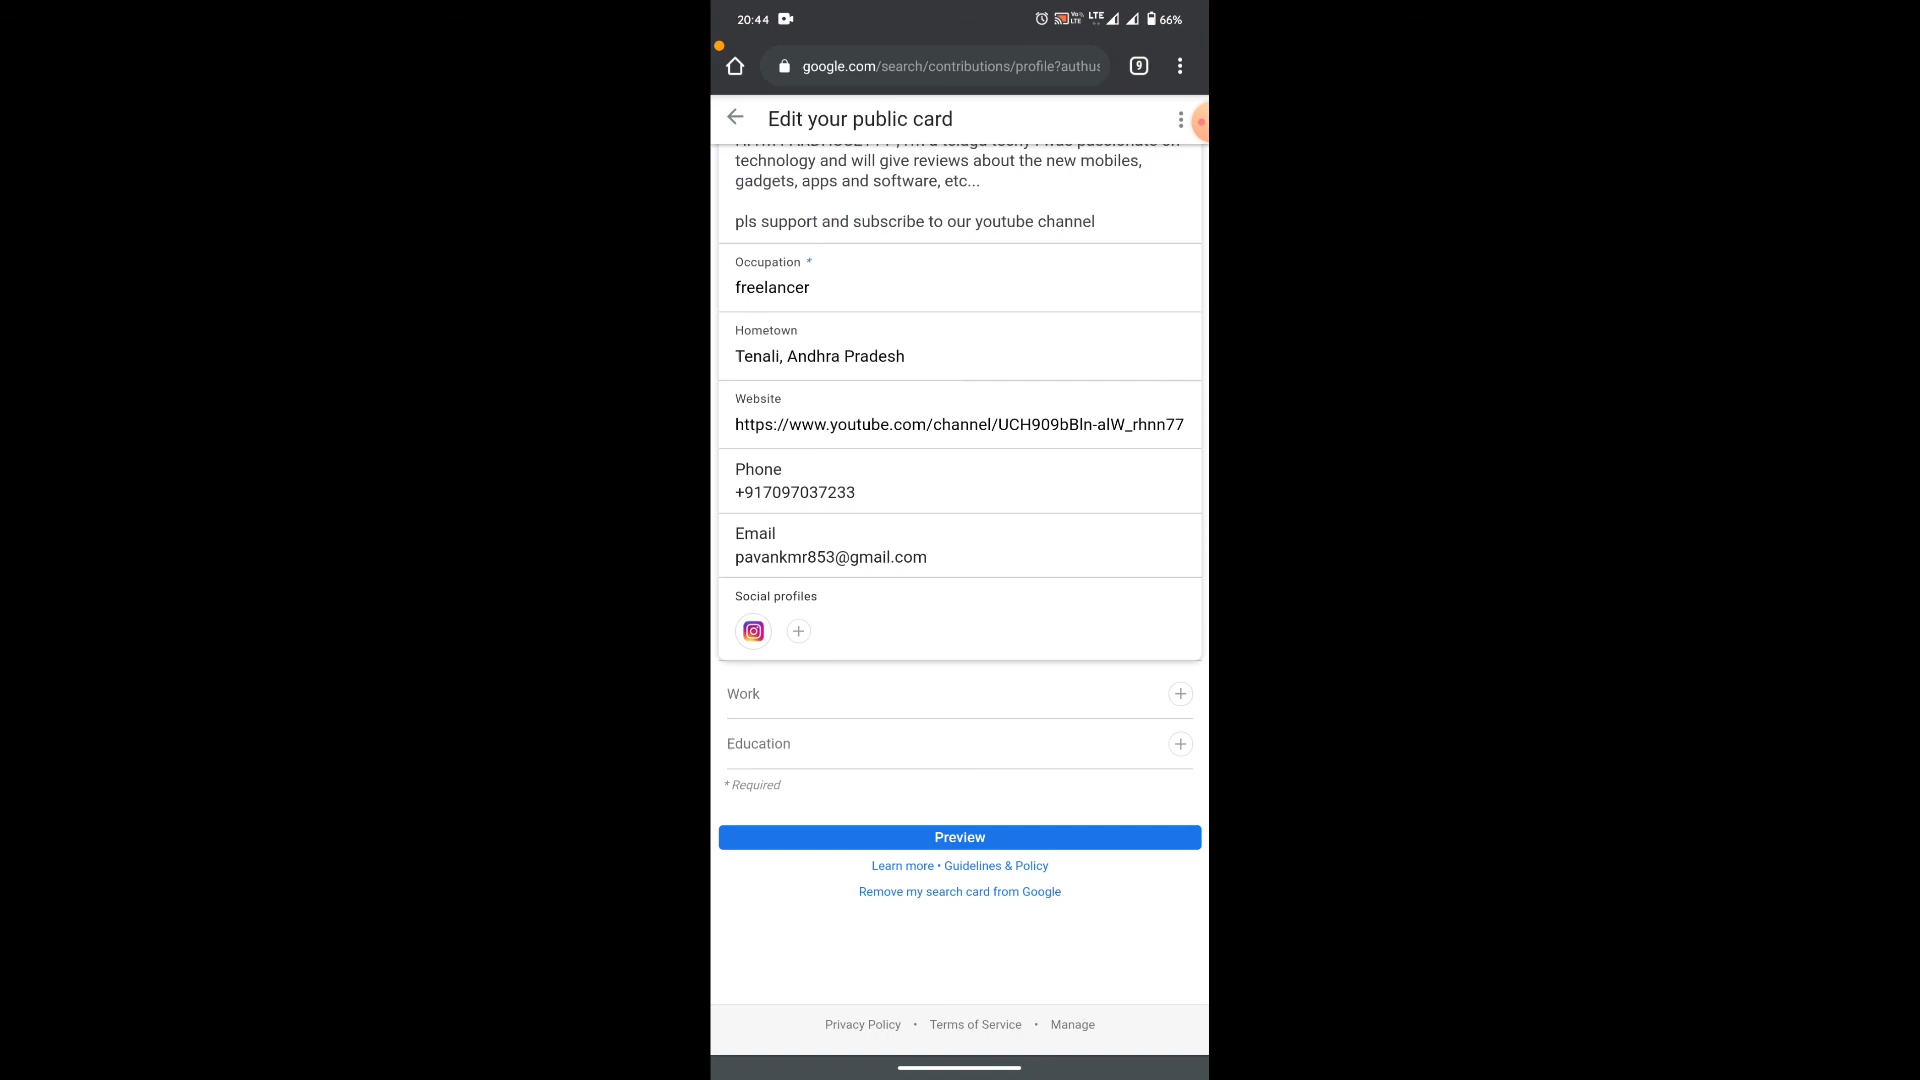 20:44
Vo LTE LTE 66%
google.com/search/contributions/profile?authus
9
Edit your public card
technology and will give reviews about the new mobiles,
gadgets, apps and software, etc...
pls support and subscribe to our youtube channel
Occupation *
freelancer
Hometown
Tenali, Andhra Pradesh
Website
https://www.youtube.com/channel/UCH909bBln-alW_rhnn77
Phone
+917097037233
Email
pavankmr853@gmail.com
Social profiles
Work
Education
* Required
Preview
Learn more • Guidelines & Policy
Remove my search card from Google
Privacy Policy • Terms of Service • Manage